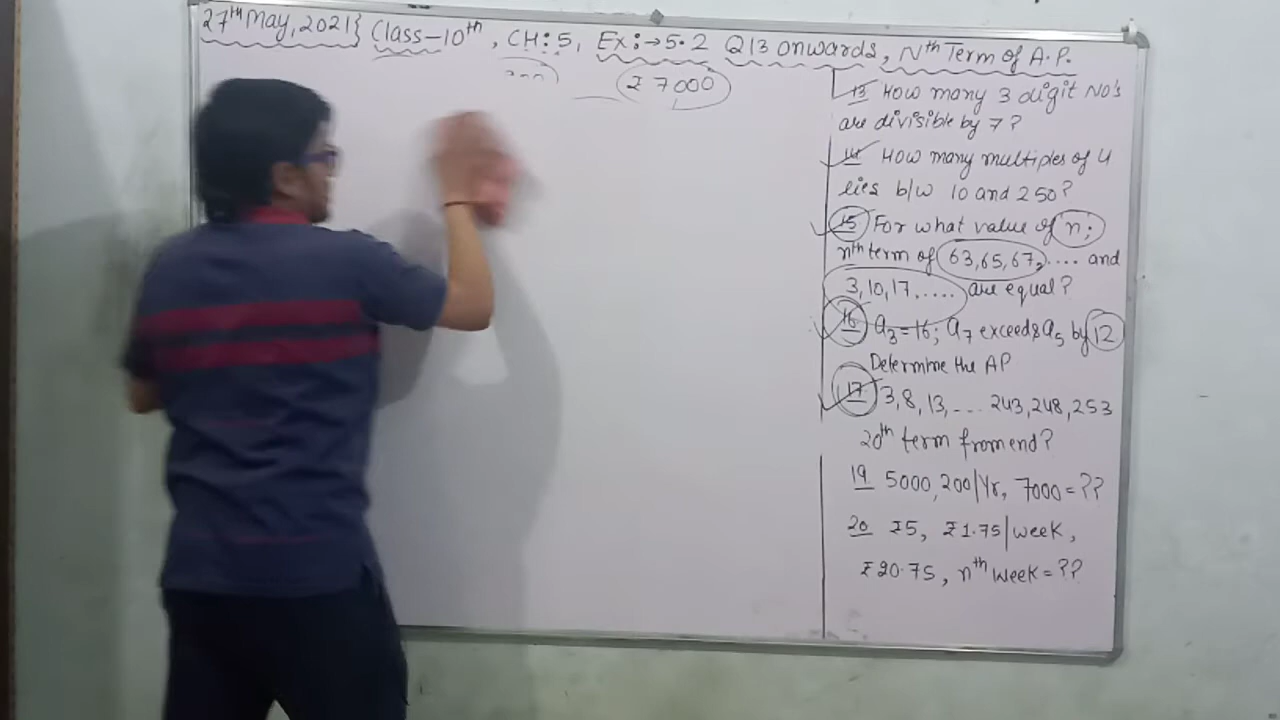 27th May, 2021} Class-10th, CH: 5, Ex:→5.2 Q13 onwards, Nth Term of A.P.
₹ 7000
13 How many 3 digit No's
are divisible by 7?
14 How many multiples of 4
lies b/w 10 and 250?
15 For what value of n;
nth term of 63,65,67, .... and
3,10,17..... are equal?
16 a3=16; a7 exceeds a5 by 12
Determine the AP
17 3,8,13,... 243,248,253
20th term from end?
19 5000,200/Yr, 7000=??
20 ₹5, ₹1.75/week,
₹20.75, nth week=??